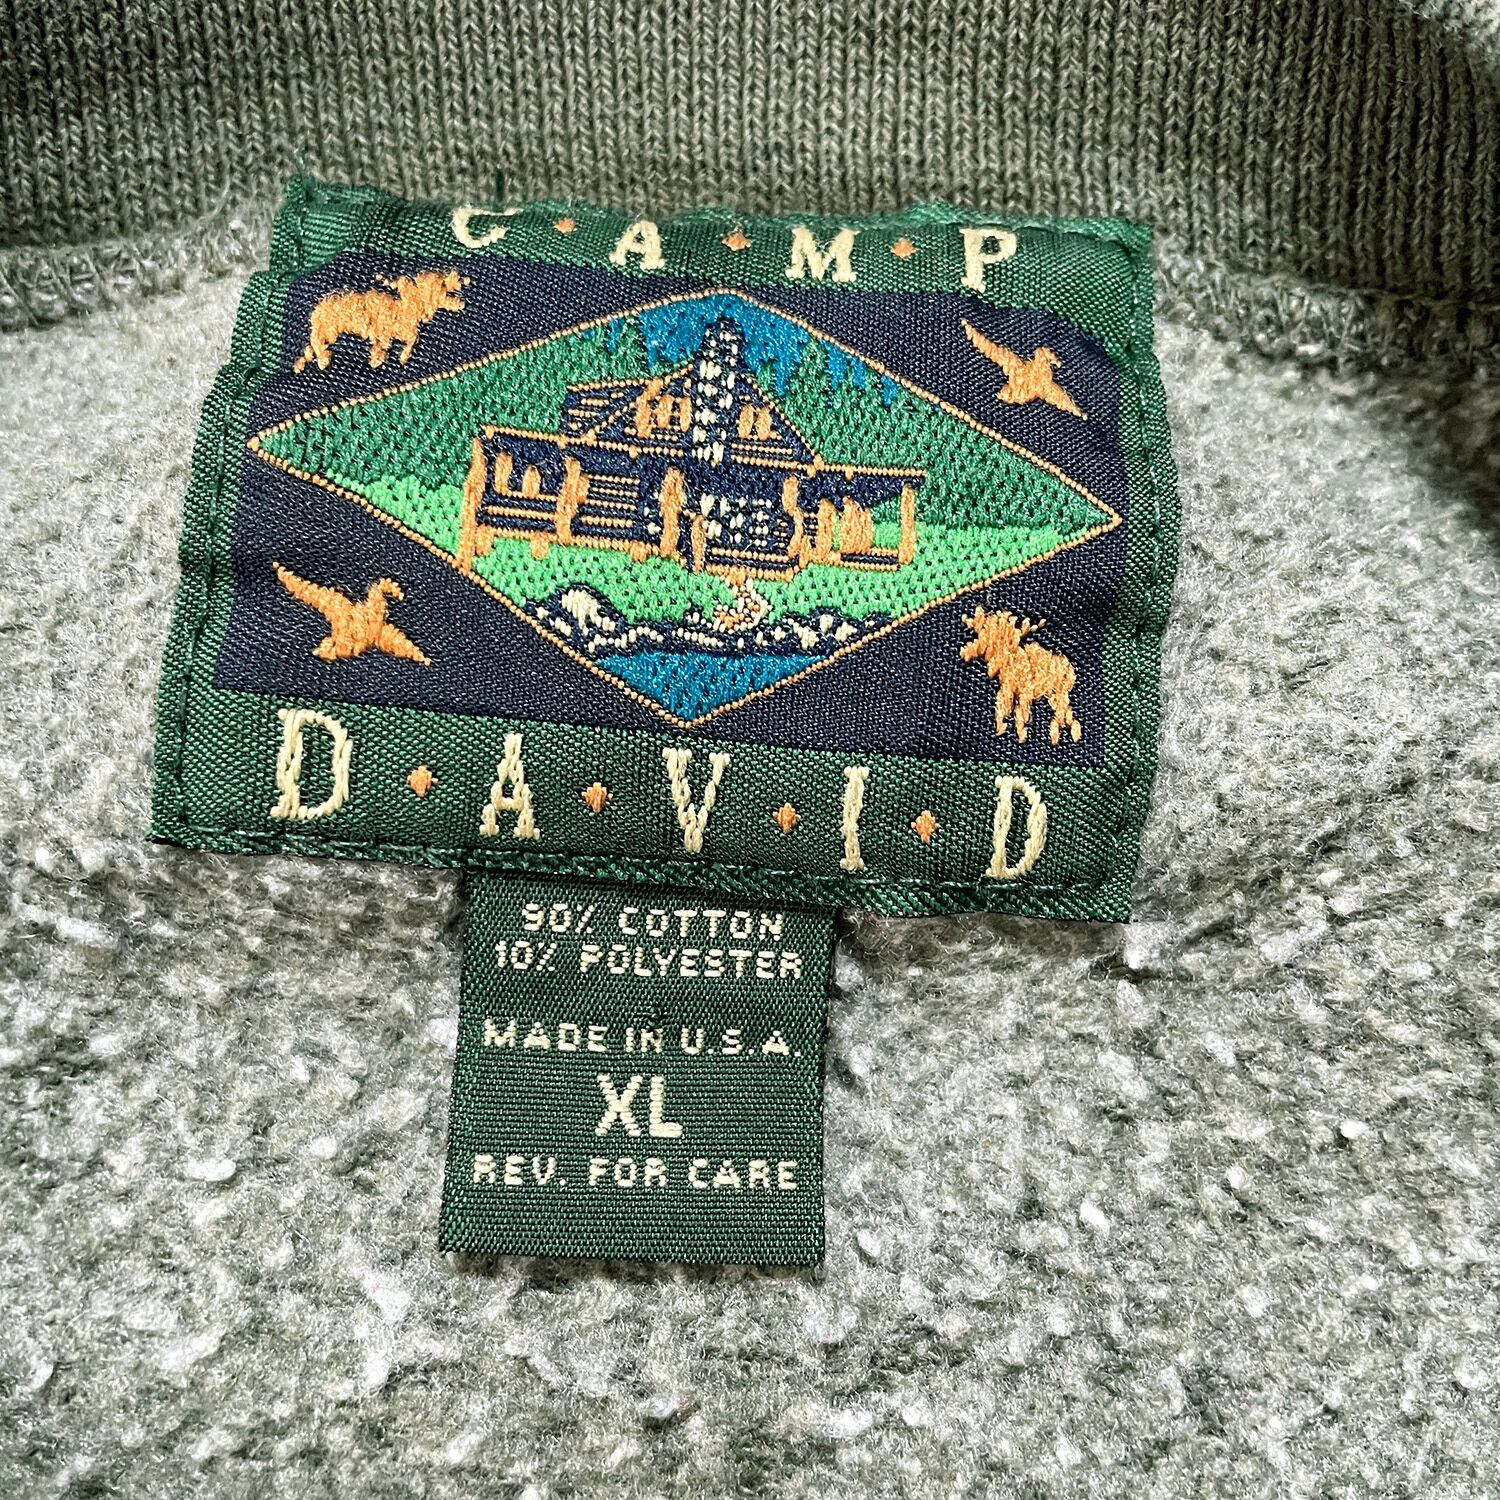 C·A·M·P
D·A·V·I·D
90% COTTON
10% POLYESTER
MADE IN U.S.A.
XL
REV. FOR CARE